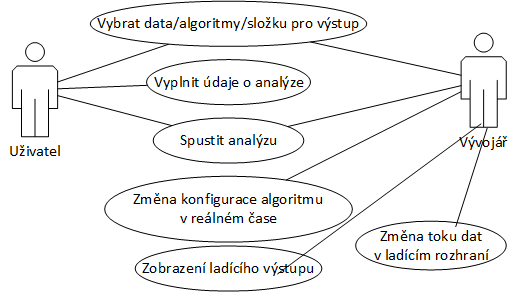 Vybrat data/algoritmy/složku pro výstup
Vyplnit údaje o analýze
Uživatel
Spustit analýzu
Vývojář
Změna konfigurace algoritmu
v reálném čase
Změna toku dat
v ladícím rozhraní
Zobrazení ladícího výstupu